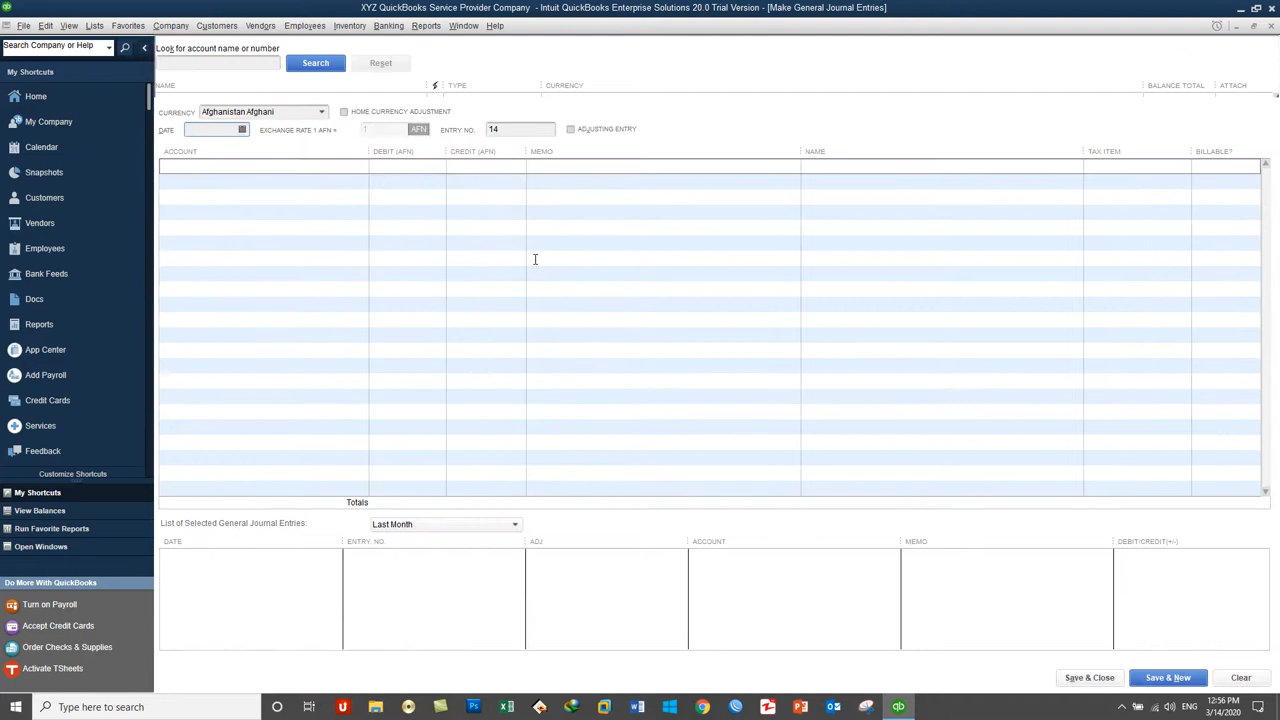 XYZ QuickBooks Service Provider Company - Intuit QuickBooks Enterprise Solutions 20.0 Trial Version - [Make General Journal Entries]
File Edit View Lists Favorites Company Customers Vendors Employees Inventory Banking Reports Window Help
Search Company or Help
Look for account name or number
Search Reset
My Shortcuts
NAME TYPE CURRENCY BALANCE TOTAL ATTACH
Home
CURRENCY Afghanistan Afghani HOME CURRENCY ADJUSTMENT
My Company
DATE EXCHANGE RATE 1 AFN = 1 AFN ENTRY NO. 14 ADJUSTING ENTRY
Calendar
ACCOUNT DEBIT (AFN) CREDIT (AFN) MEMO NAME TAX ITEM BILLABLE?
Snapshots
Customers
Vendors
Employees
Bank Feeds
Docs
Reports
App Center
Add Payroll
Credit Cards
Services
Feedback
Customize Shortcuts
My Shortcuts
Totals
View Balances
List of Selected General Journal Entries: Last Month
Run Favorite Reports
DATE ENTRY. NO. ADJ ACCOUNT MEMO DEBIT/CREDIT(+/-)
Open Windows
Do More With QuickBooks
Turn on Payroll
Accept Credit Cards
Order Checks & Supplies
Activate TSheets
Save & Close Save & New Clear
Type here to search
12:56 PM
3/14/2020